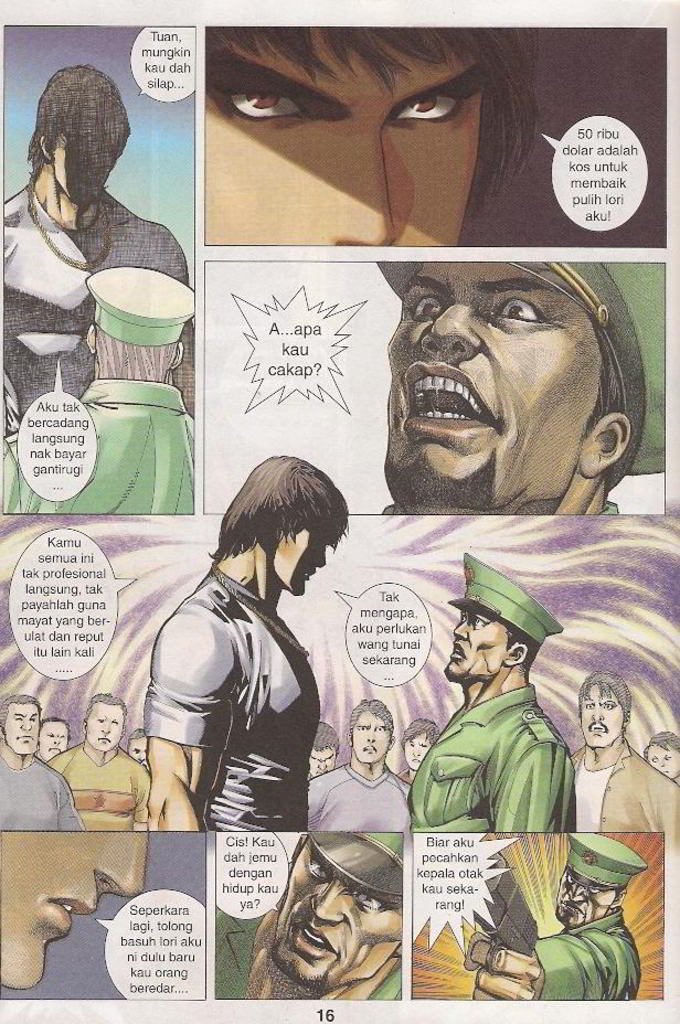 Tuan,
mungkin
kau dah
silap...
Aku tak
bercadang
langsung
nak bayar
gantirugi
...
50 ribu
dolar adalah
kos untuk
membaik
pulih lori
aku!
A...apa
kau
cakap?
Kamu
semua ini
tak profesional
langsung, tak
payahlah guna
mayat yang ber-
ulat dan reput
itu lain kali
.....
Tak
mengapa,
aku perlukan
wang tunai
sekarang
...
Seperkara
lagi, tolong
basuh lori aku
ni dulu baru
kau orang
beredar....
Cis! Kau
dah jemu
dengan
hidup kau
ya?
Biar aku
pecahkan
kepala otak
kau seka-
rang!
16